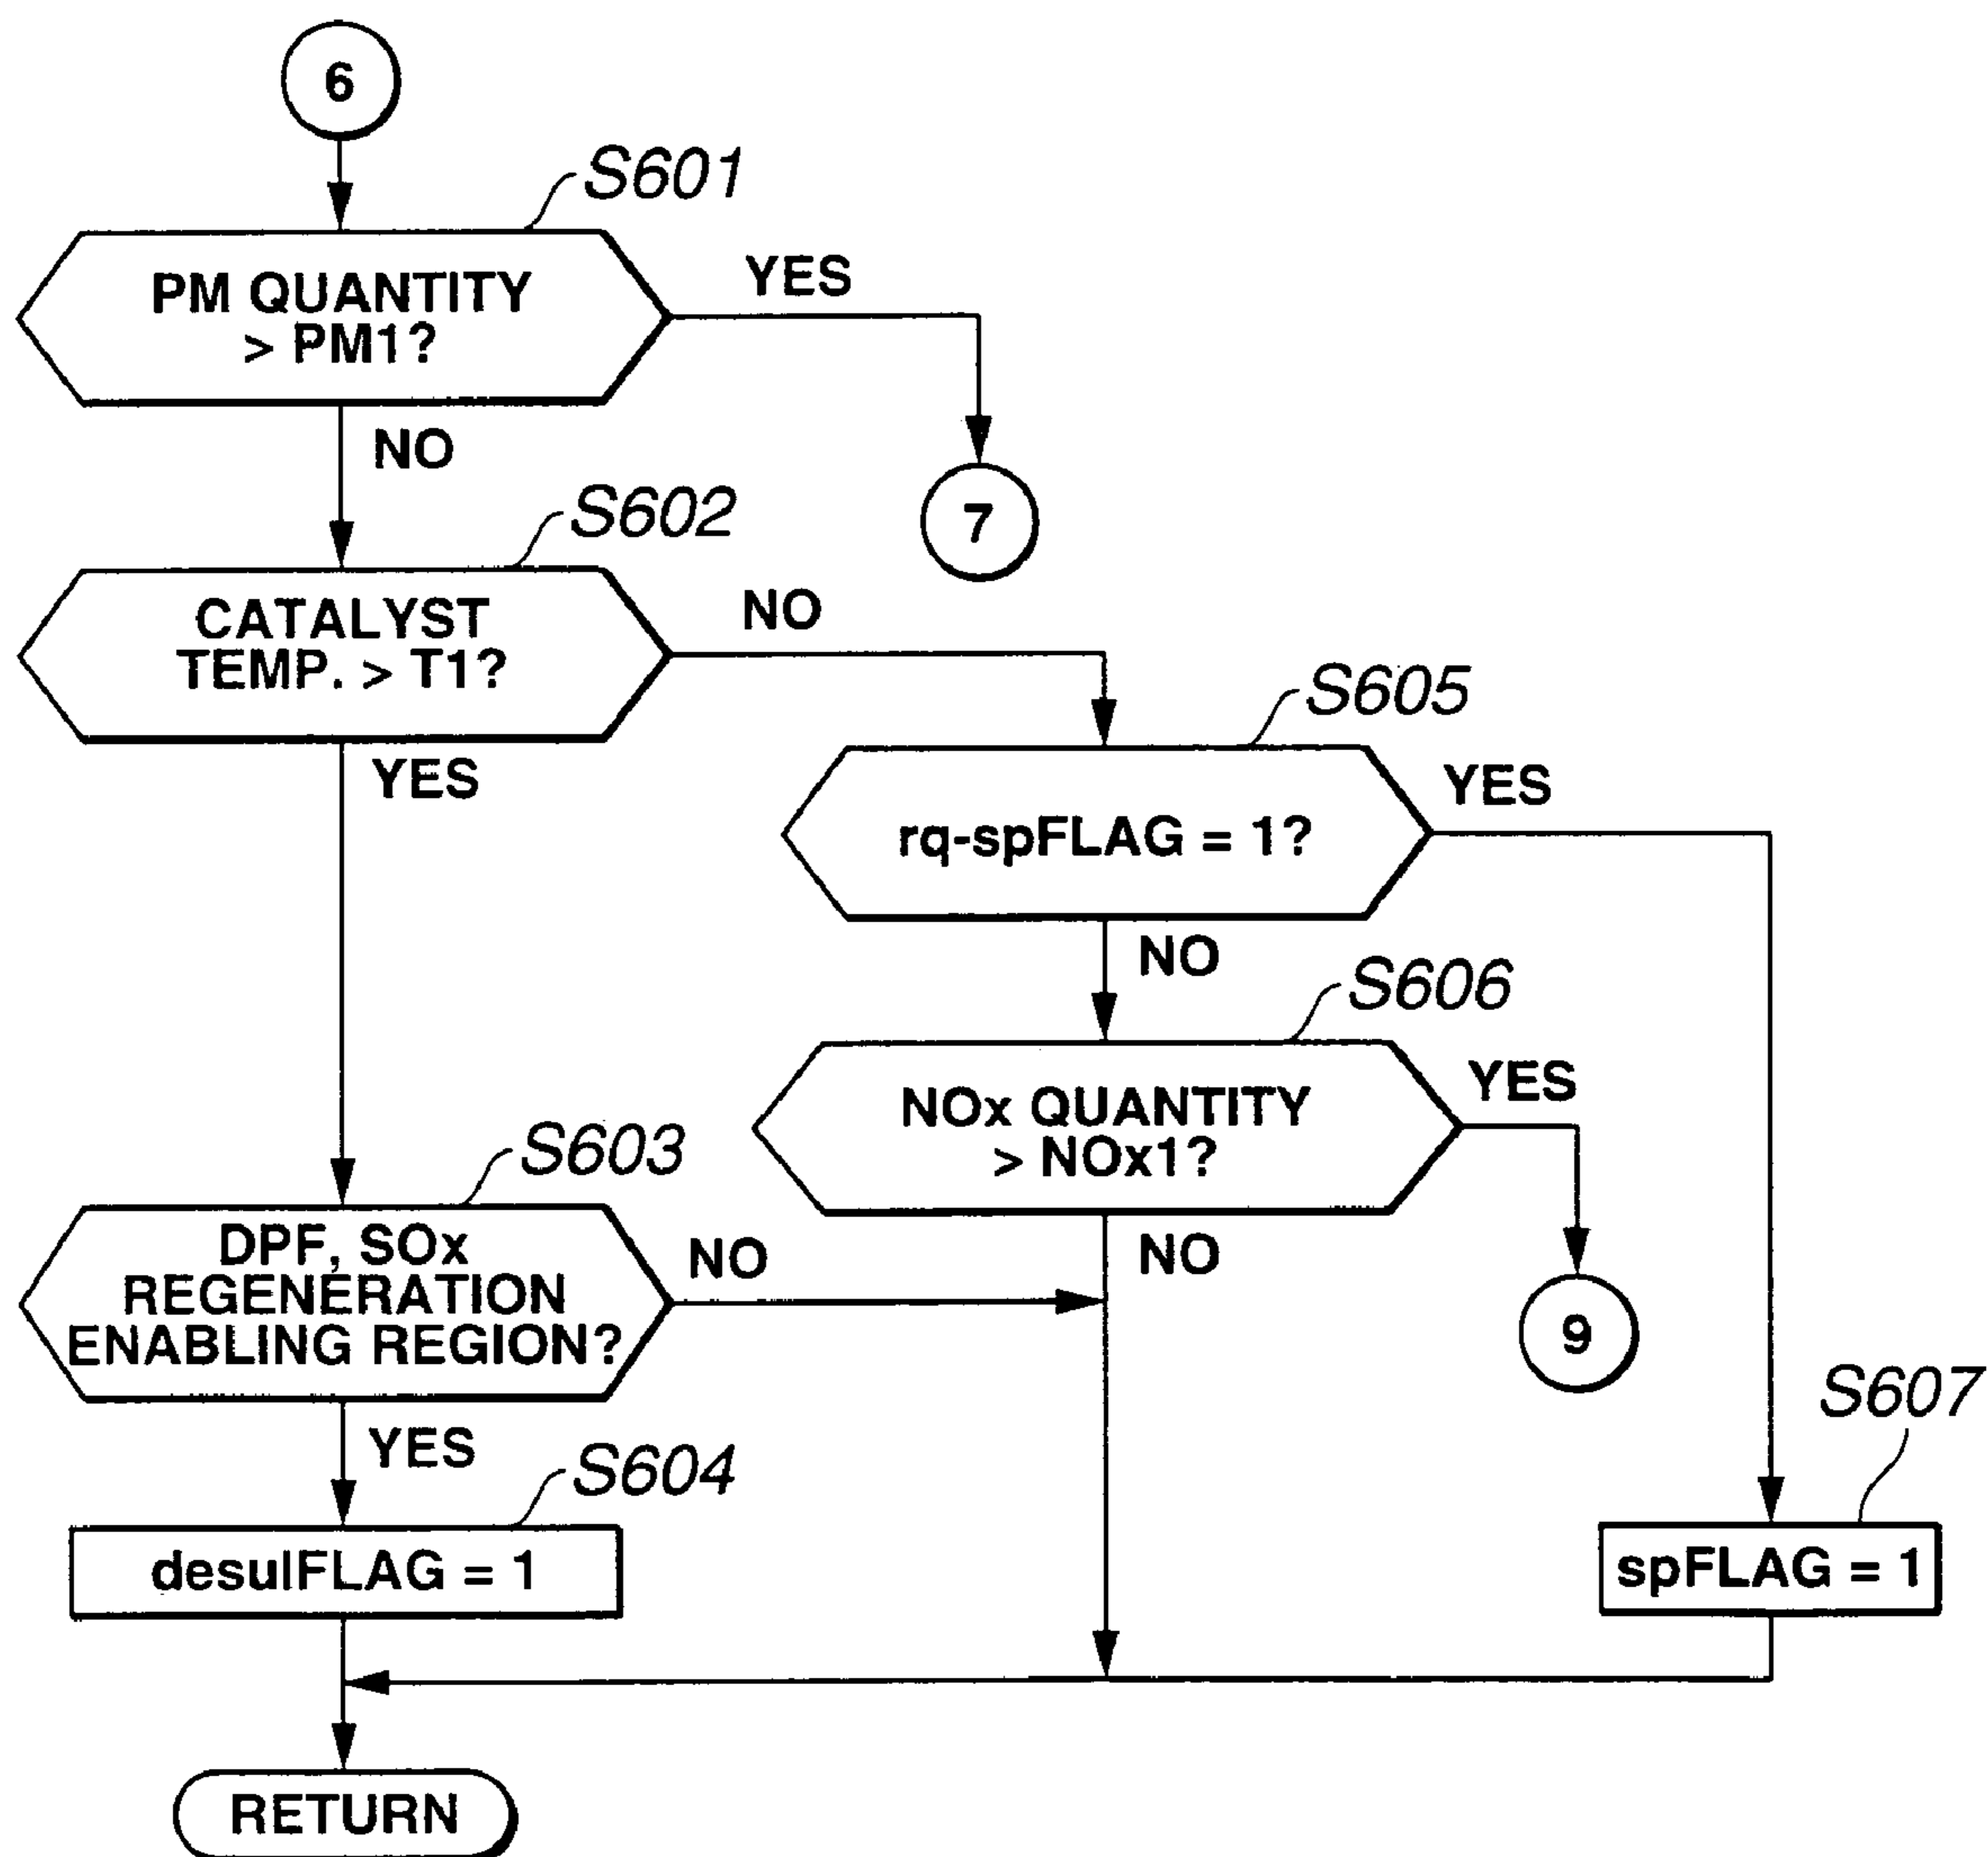 6
S601
PM QUANTITY
> PM1?
YES
NO
7
S602
CATALYST
TEMP. > T1?
NO
YES
S605
rq-spFLAG = 1?
YES
NO
S606
NOx QUANTITY
> NOx1?
YES
NO
9
S603
DPF, SOx
REGENERATION
ENABLING REGION?
NO
YES
S604
desulFLAG = 1
S607
spFLAG = 1
RETURN